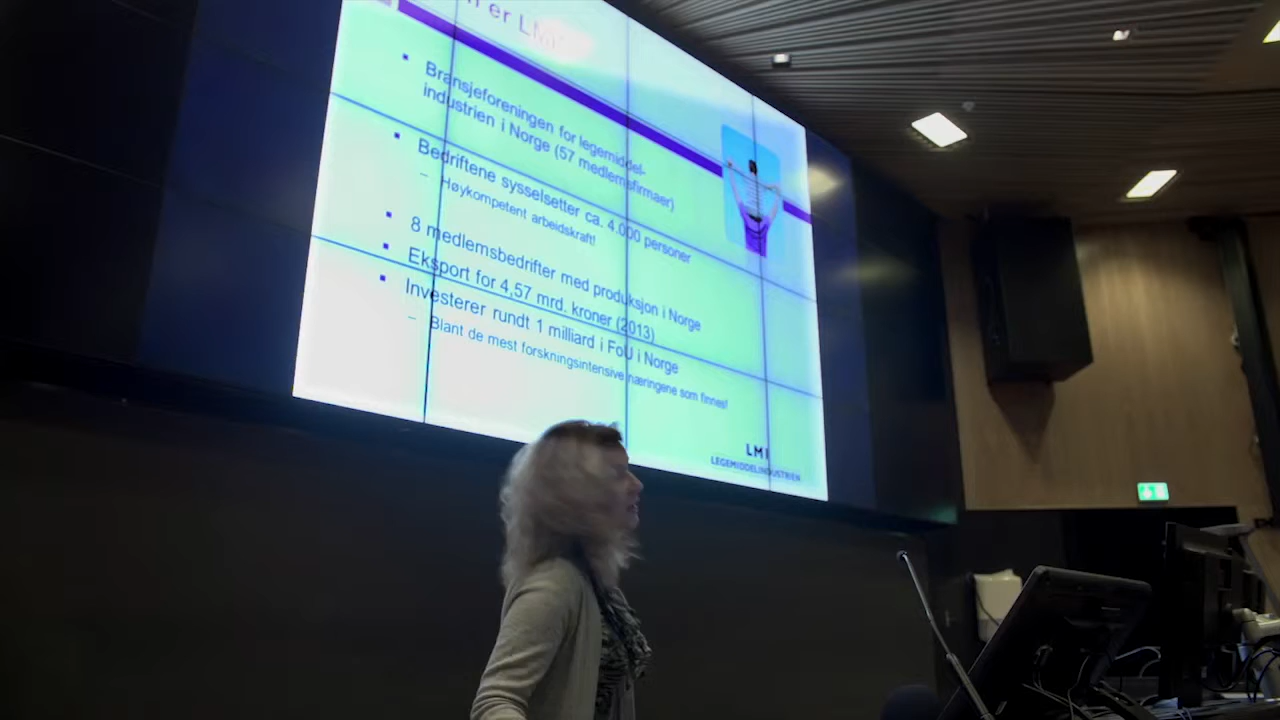 er LMI
Bransjeforeningen for legemiddel-
industrien i Norge (57 medlemsfirmaer)
Bedriftene sysselsetter ca. 4.000 personer
– Høykompetent arbeidskraft!
8 medlemsbedrifter med produksjon i Norge
Eksport for 4,57 mrd. kroner (2013)
Investerer rundt 1 milliard i FoU i Norge
– Blant de mest forskningsintensive næringene som finnes!
LMI
LEGEMIDDELINDUSTRIEN